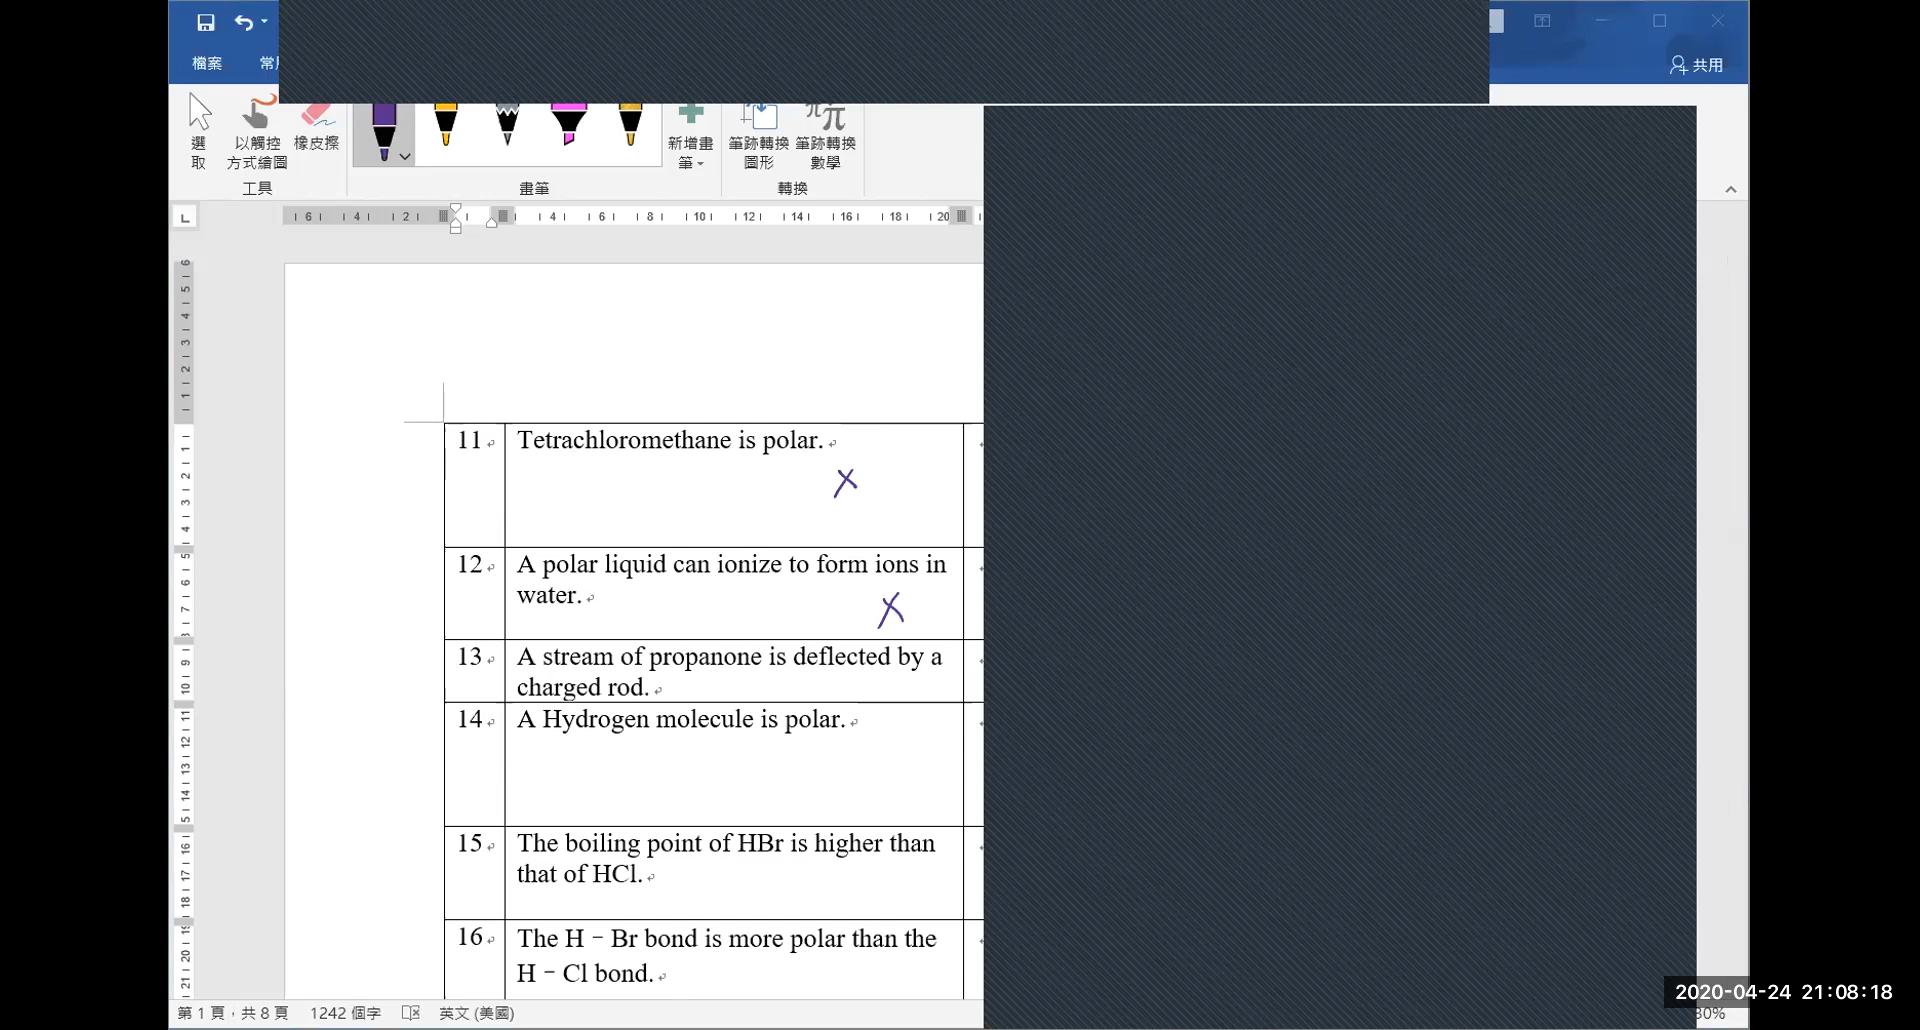 檔案
共用
選取
以觸控方式繪圖
橡皮擦
新增畫筆
筆跡轉換圖形
筆跡轉換數學
工具
畫筆
轉換
11 Tetrachloromethane is polar.
X
12 A polar liquid can ionize to form ions in
water.
X
13 A stream of propanone is deflected by a
charged rod.
14 A Hydrogen molecule is polar.
15 The boiling point of HBr is higher than
that of HCl.
16 The H – Br bond is more polar than the
H – Cl bond.
2020-04-24 21:08:18
第 1 頁，共 8 頁 1242 個字 英文 (美國)